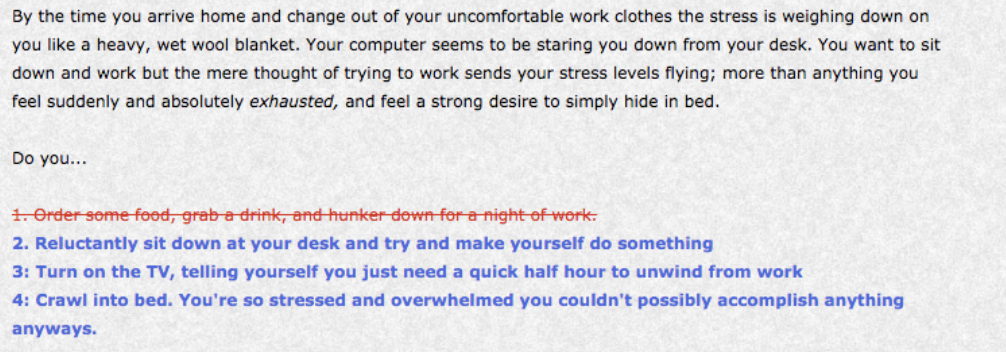 By the time you arrive home and change out of your uncomfortable work clothes the stress is weighing down on
you like a heavy, wet wool blanket. Your computer seems to be staring you down from your desk. You want to sit
down and work but the mere thought of trying to work sends your stress levels flying; more than anything you
feel suddenly and absolutely exhausted, and feel a strong desire to simply hide in bed.
Do you...
1. Order some food, grab a drink, and hunker down for a night of work.
2. Reluctantly sit down at your desk and try and make yourself do something
3: Turn on the TV, telling yourself you just need a quick half hour to unwind from work
4: Crawl into bed. You're so stressed and overwhelmed you couldn't possibly accomplish anything
anyways.